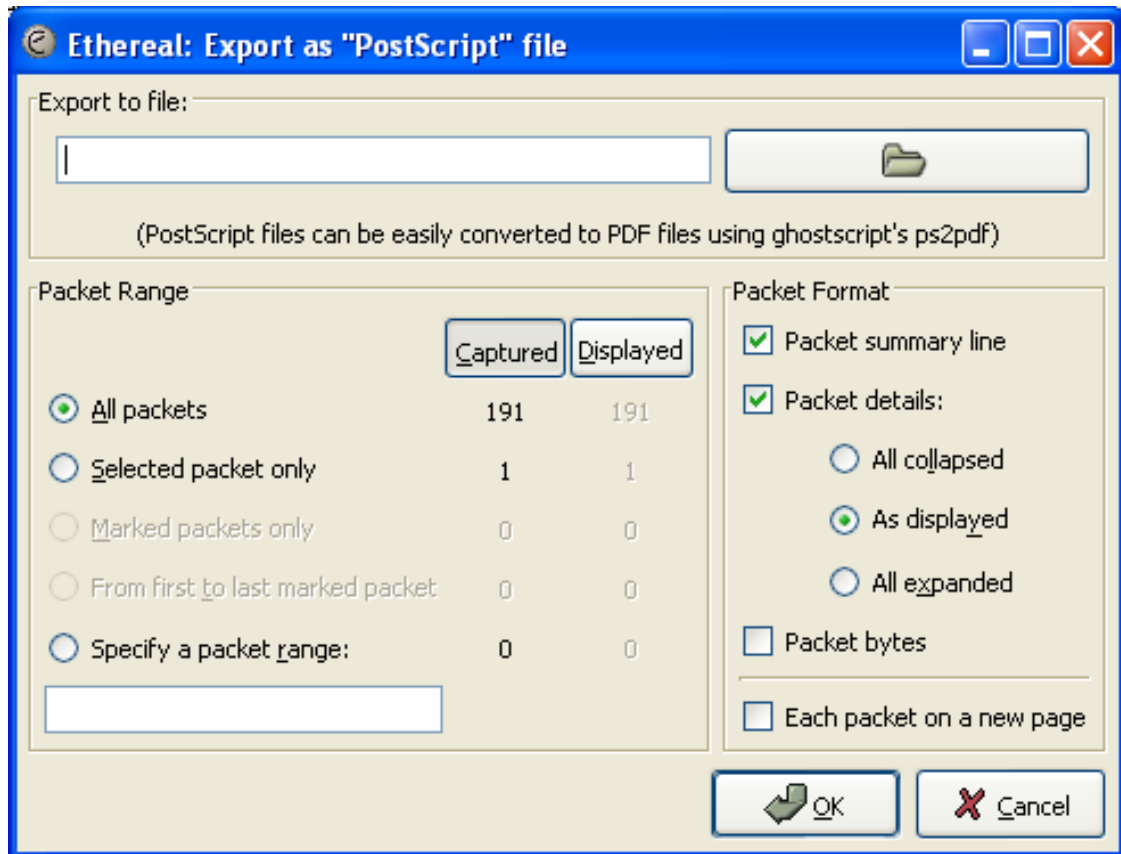 Ethereal: Export as "PostScript" file
Export to file:
(PostScript files can be easily converted to PDF files using ghostscript's ps2pdf)
Packet Range
Captured Displayed
All packets 191 191
Selected packet only 1 1
Marked packets only 0 0
From first to last marked packet 0 0
Specify a packet range: 0 0
Packet Format
Packet summary line
Packet details:
All collapsed
As displayed
All expanded
Packet bytes
Each packet on a new page
OK Cancel